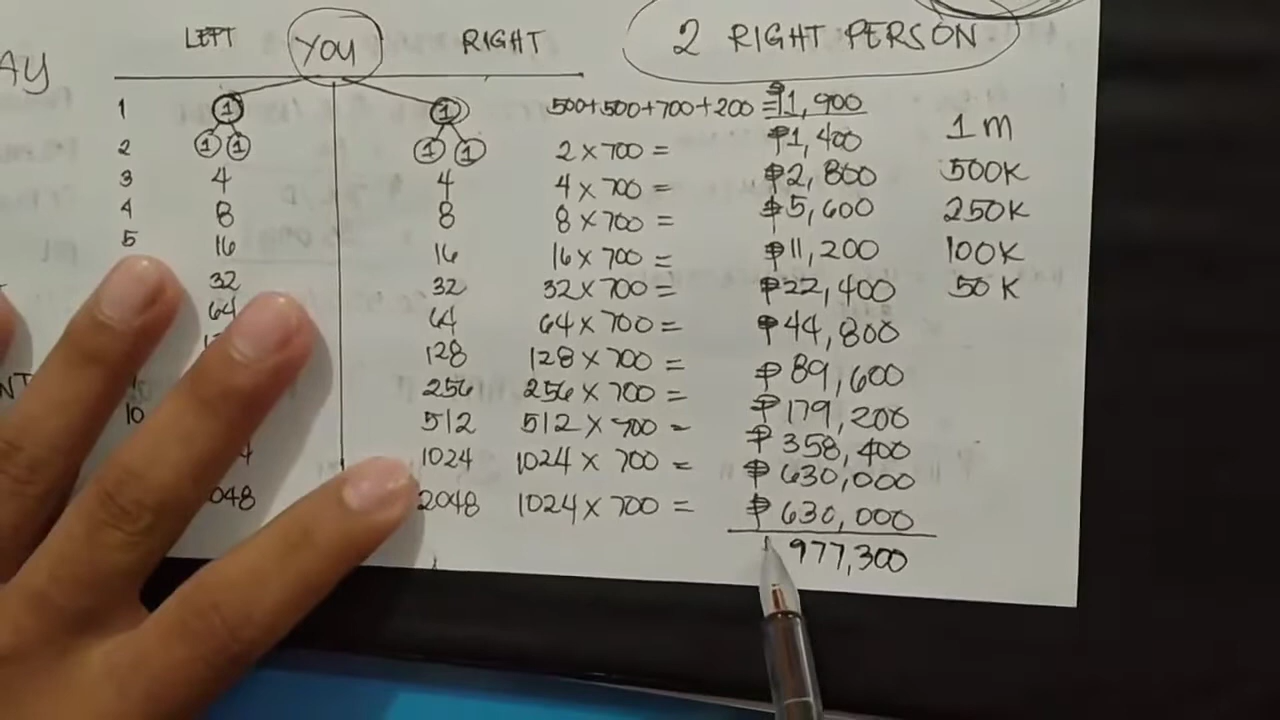 LEFT YOU RIGHT 2 RIGHT PERSON
AY
1 1 1 500+500+700+200 = ₱1,900
1M
2 1 1 1 1 2 x 700 = ₱1,400
3 4 4 4 x 700 = ₱2,800 500K
4 8 8 8 x 700 = ₱5,600 250K
5 16 16 16 x 700 = ₱11,200 100K
32 32 32 x 700 = ₱22,400 50K
64 64 64 x 700 = ₱44,800
128 128 x 700 = ₱89,600
256 256 x 700 = ₱179,200
NT 10 512 512 x 700 = ₱358,400
4 1024 1024 x 700 = ₱630,000
048 2048 1024 x 700 = ₱630,000
1 977,300